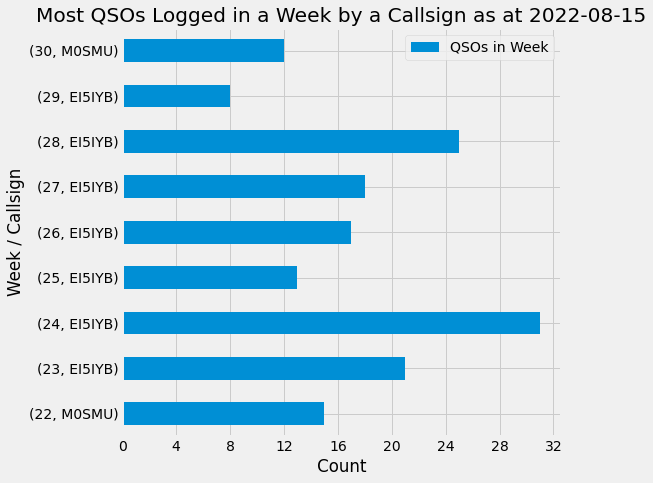 Most QSOs Logged in a Week by a Callsign as at 2022-08-15
QSOs in Week
(30, M0SMU)
(29, EI5IYB)
(28, EI5IYB)
(27, EI5IYB)
(26, EI5IYB)
(25, EI5IYB)
(24, EI5IYB)
(23, EI5IYB)
(22, M0SMU)
Week / Callsign
0 4 8 12 16 20 24 28 32
Count